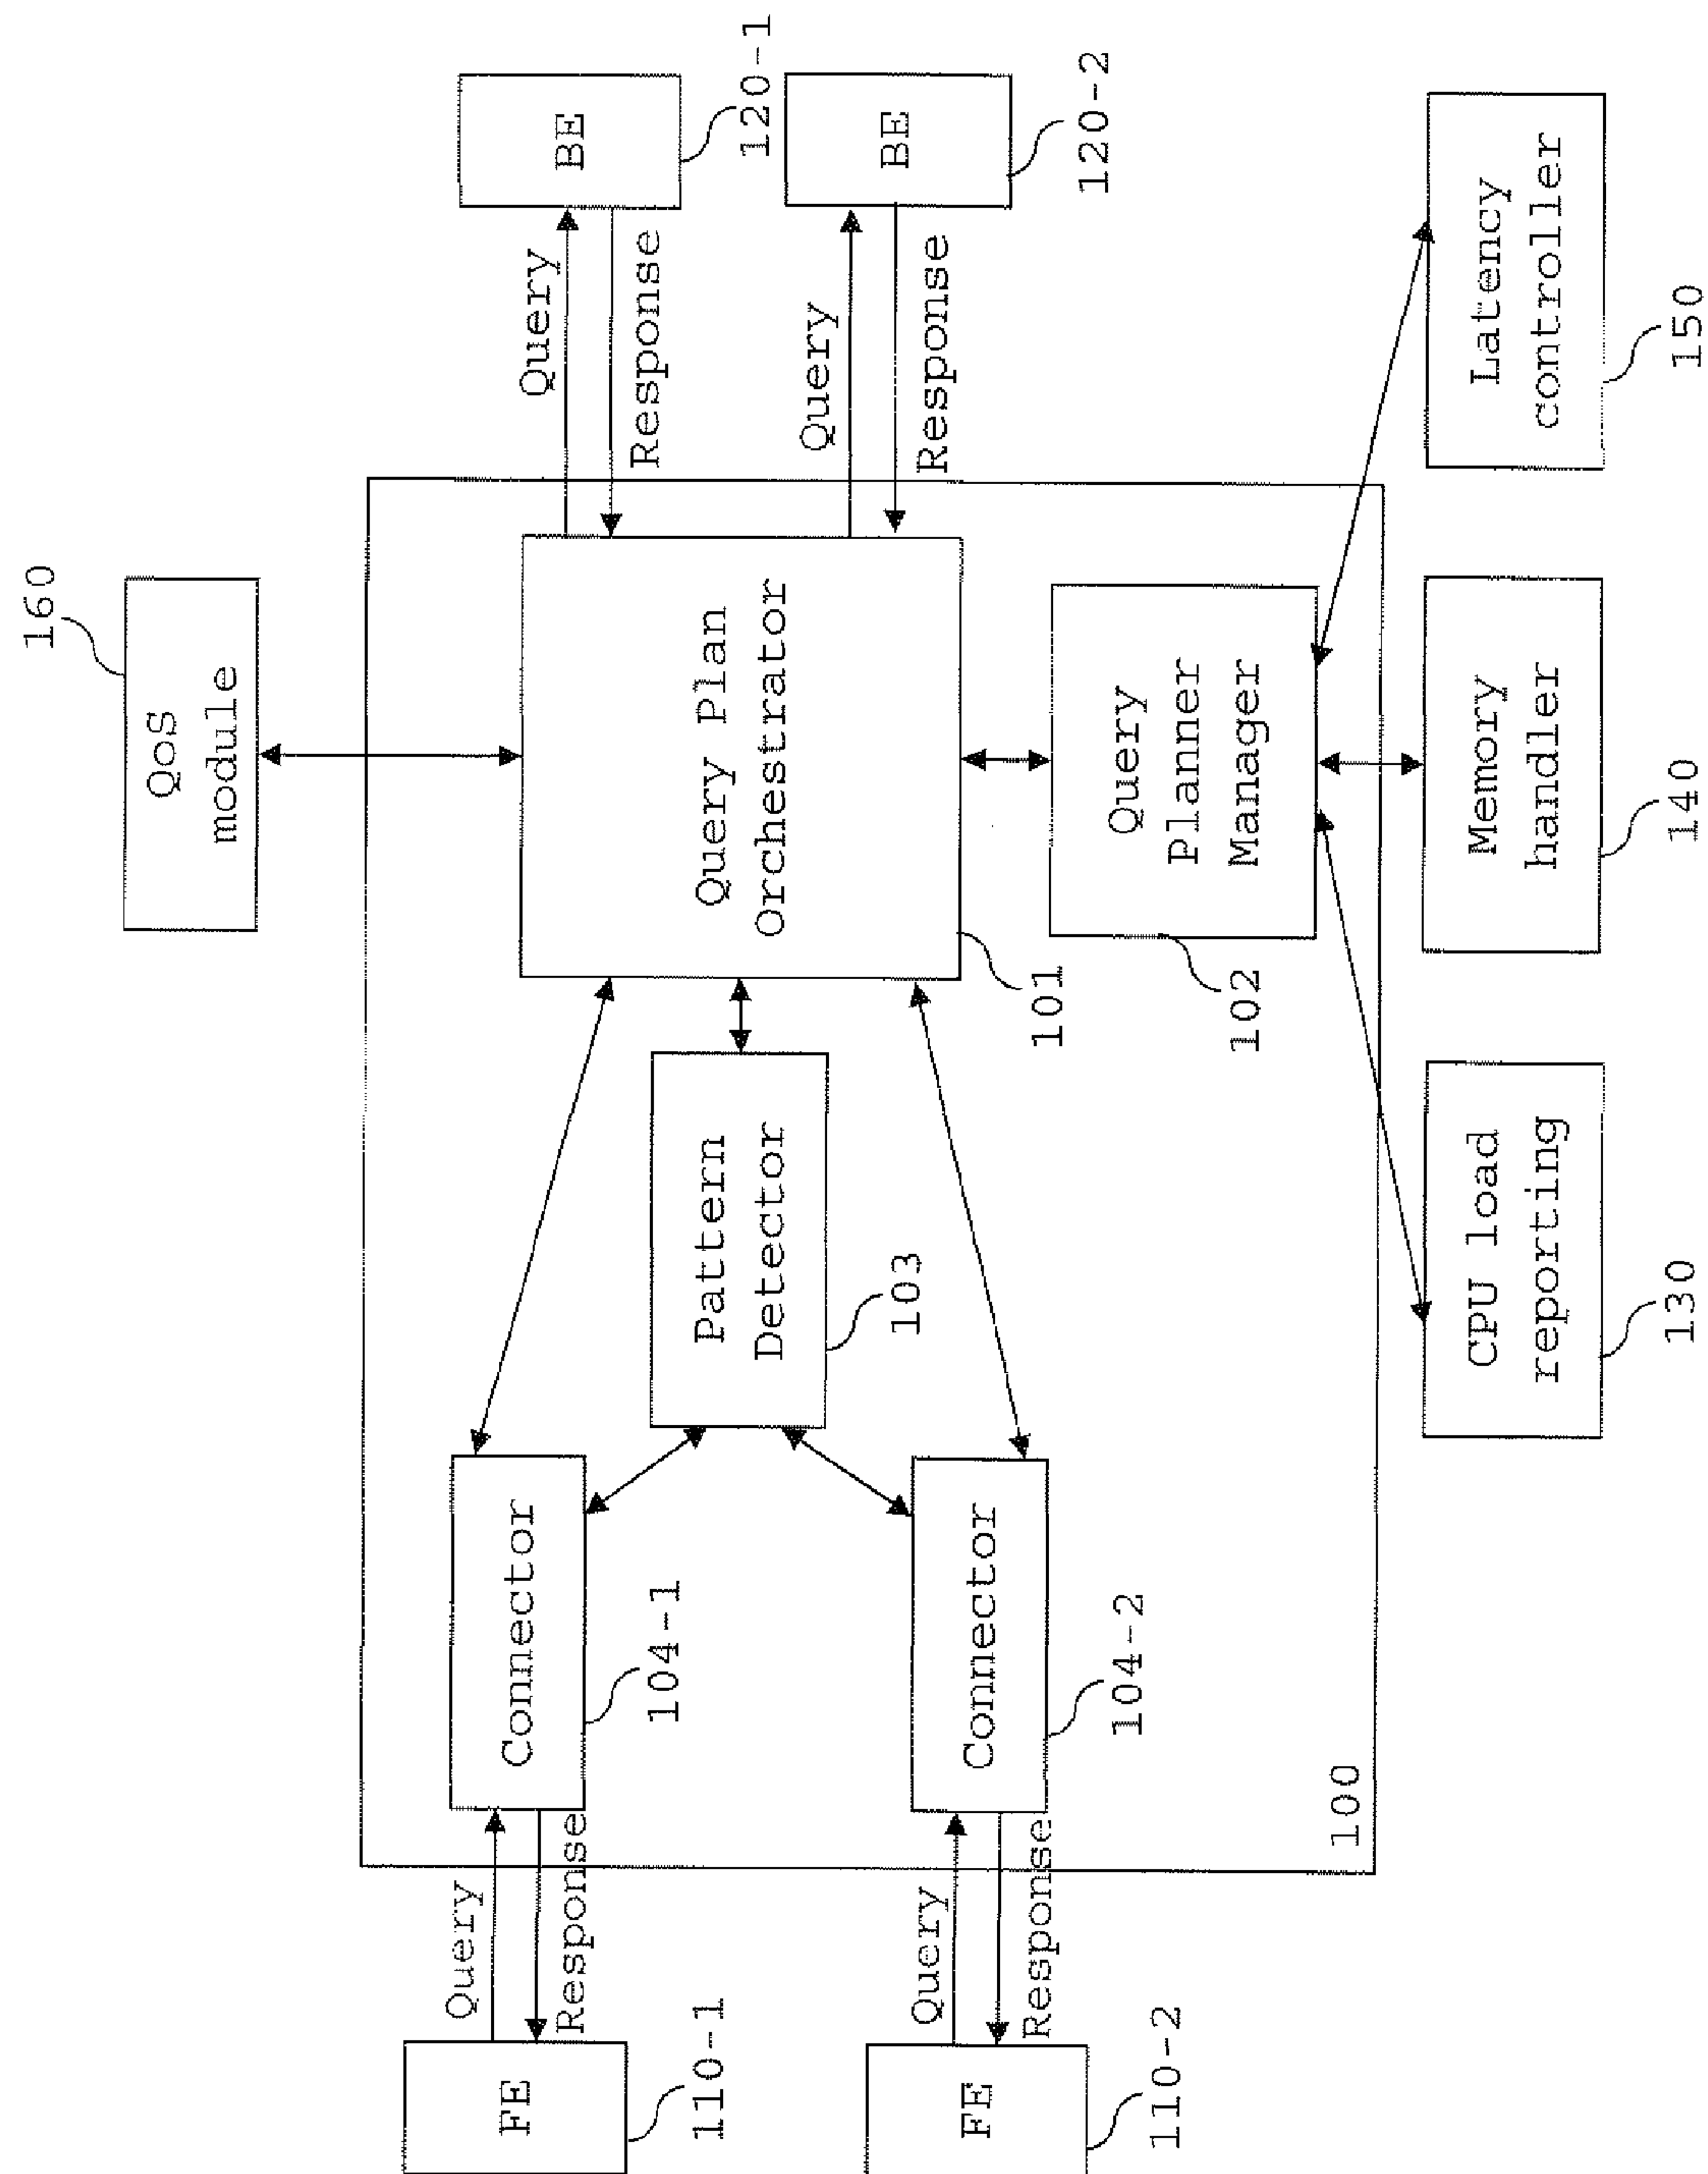 160
QoS
module
FE
110-1
Query
Response
Connector
104-1
FE
110-2
Query
Response
Connector
104-2
Pattern
Detector
103
Query Plan
Orchestrator
101
Query
Planner
Manager
102
Query
Response
BE
120-1
Query
Response
BE
120-2
100
CPU load
reporting
130
Memory
handler
140
Latency
controller
150